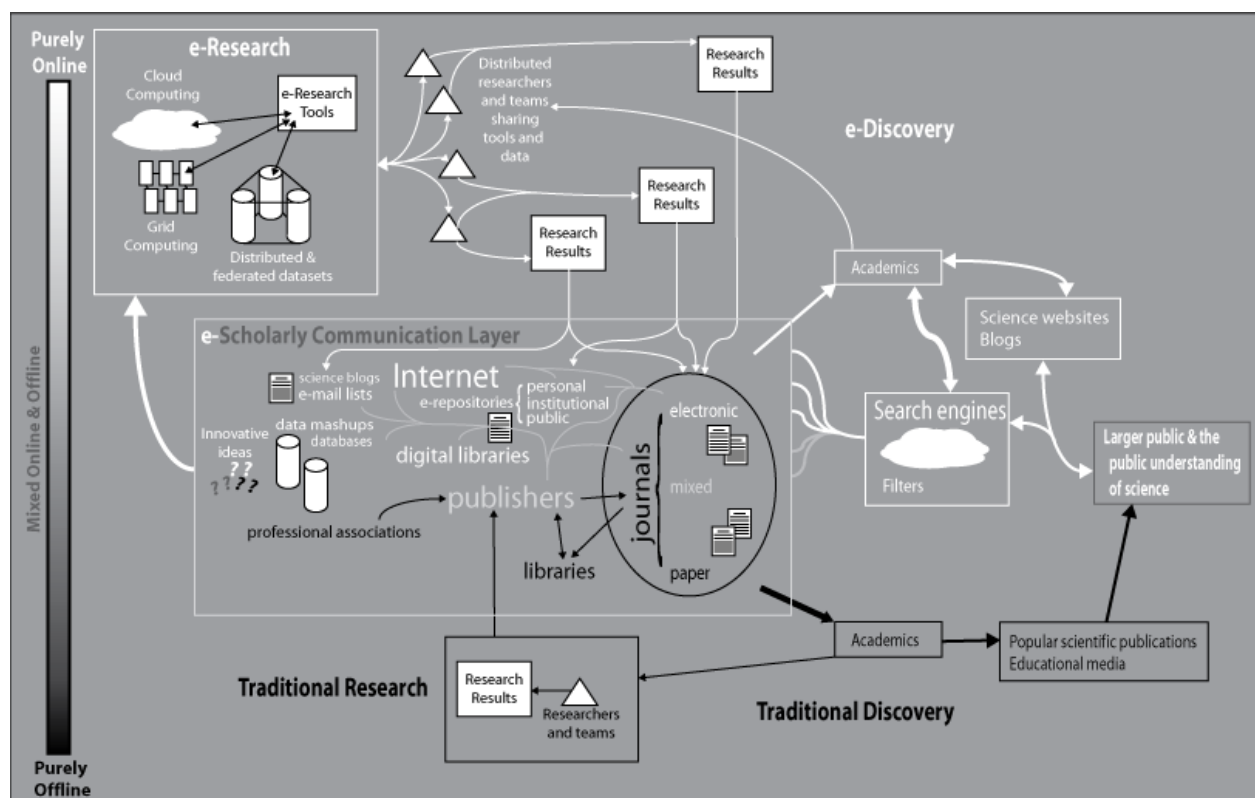 Purely
Online
Mixed Online & Offline
Purely
Offline
e-Research
Cloud
Computing
e-Research
Tools
Grid
Computing
Distributed &
federated datasets
Distributed
researchers
and teams
sharing
tools and
data
Research
Results
Research
Results
Research
Results
e-Discovery
Academics
Science websites
Blogs
Search engines
Filters
Larger public & the
public understanding
of science
e-Scholarly Communication Layer
science blogs
e-mail lists
Internet
e-repositories
personal
institutional
public
Innovative
ideas
? ?
? ? ? ?
data mashups
databases
digital libraries
publishers
professional associations
libraries
journals
electronic
mixed
paper
Traditional Research
Research
Results
Researchers
and teams
Academics
Popular scientific publications
Educational media
Traditional Discovery